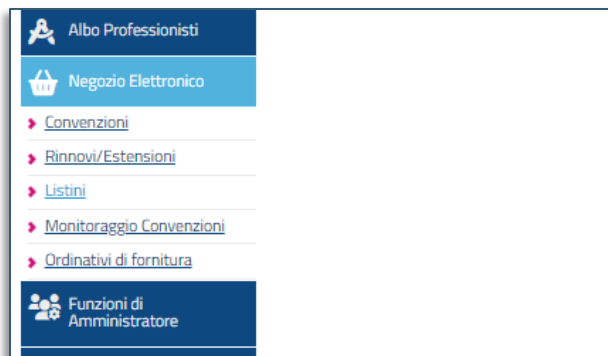 Albo Professionisti
Negozio Elettronico
Convenzioni
Rinnovi/Estensioni
Listini
Monitoraggio Convenzioni
Ordinativi di fornitura
Funzioni di
Amministratore